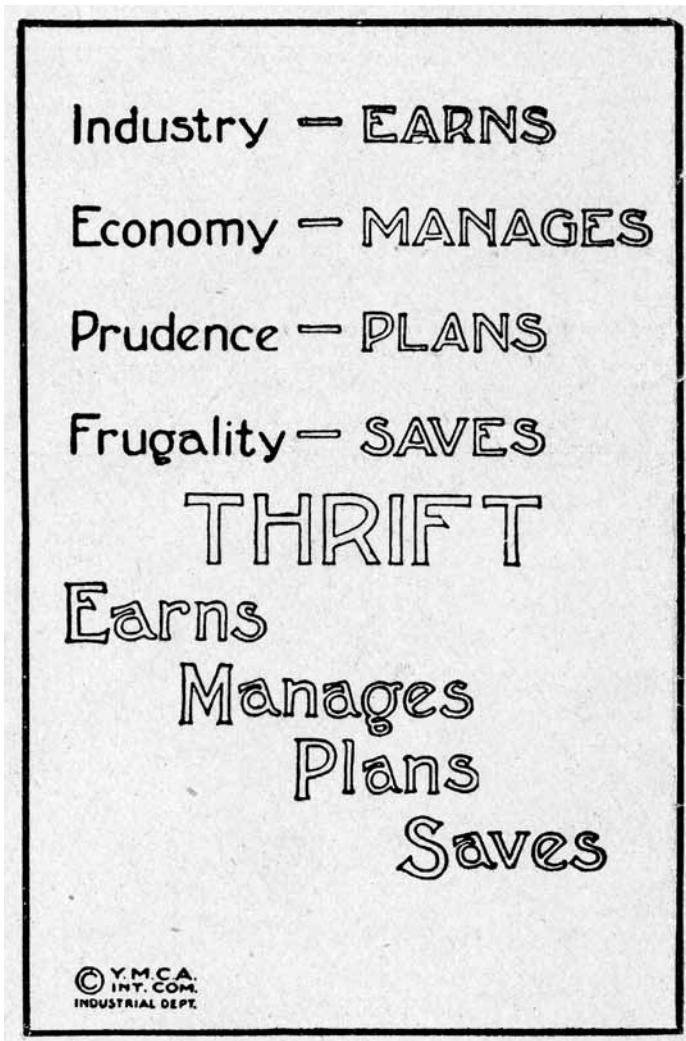 Industry — EARNS
Economy — MANAGES
Prudence — PLANS
Frugality — SAVES
THRIFT
Earns
Manages
Plans
Saves
© Y.M.C.A.
INT. COM.
INDUSTRIAL DEPT.